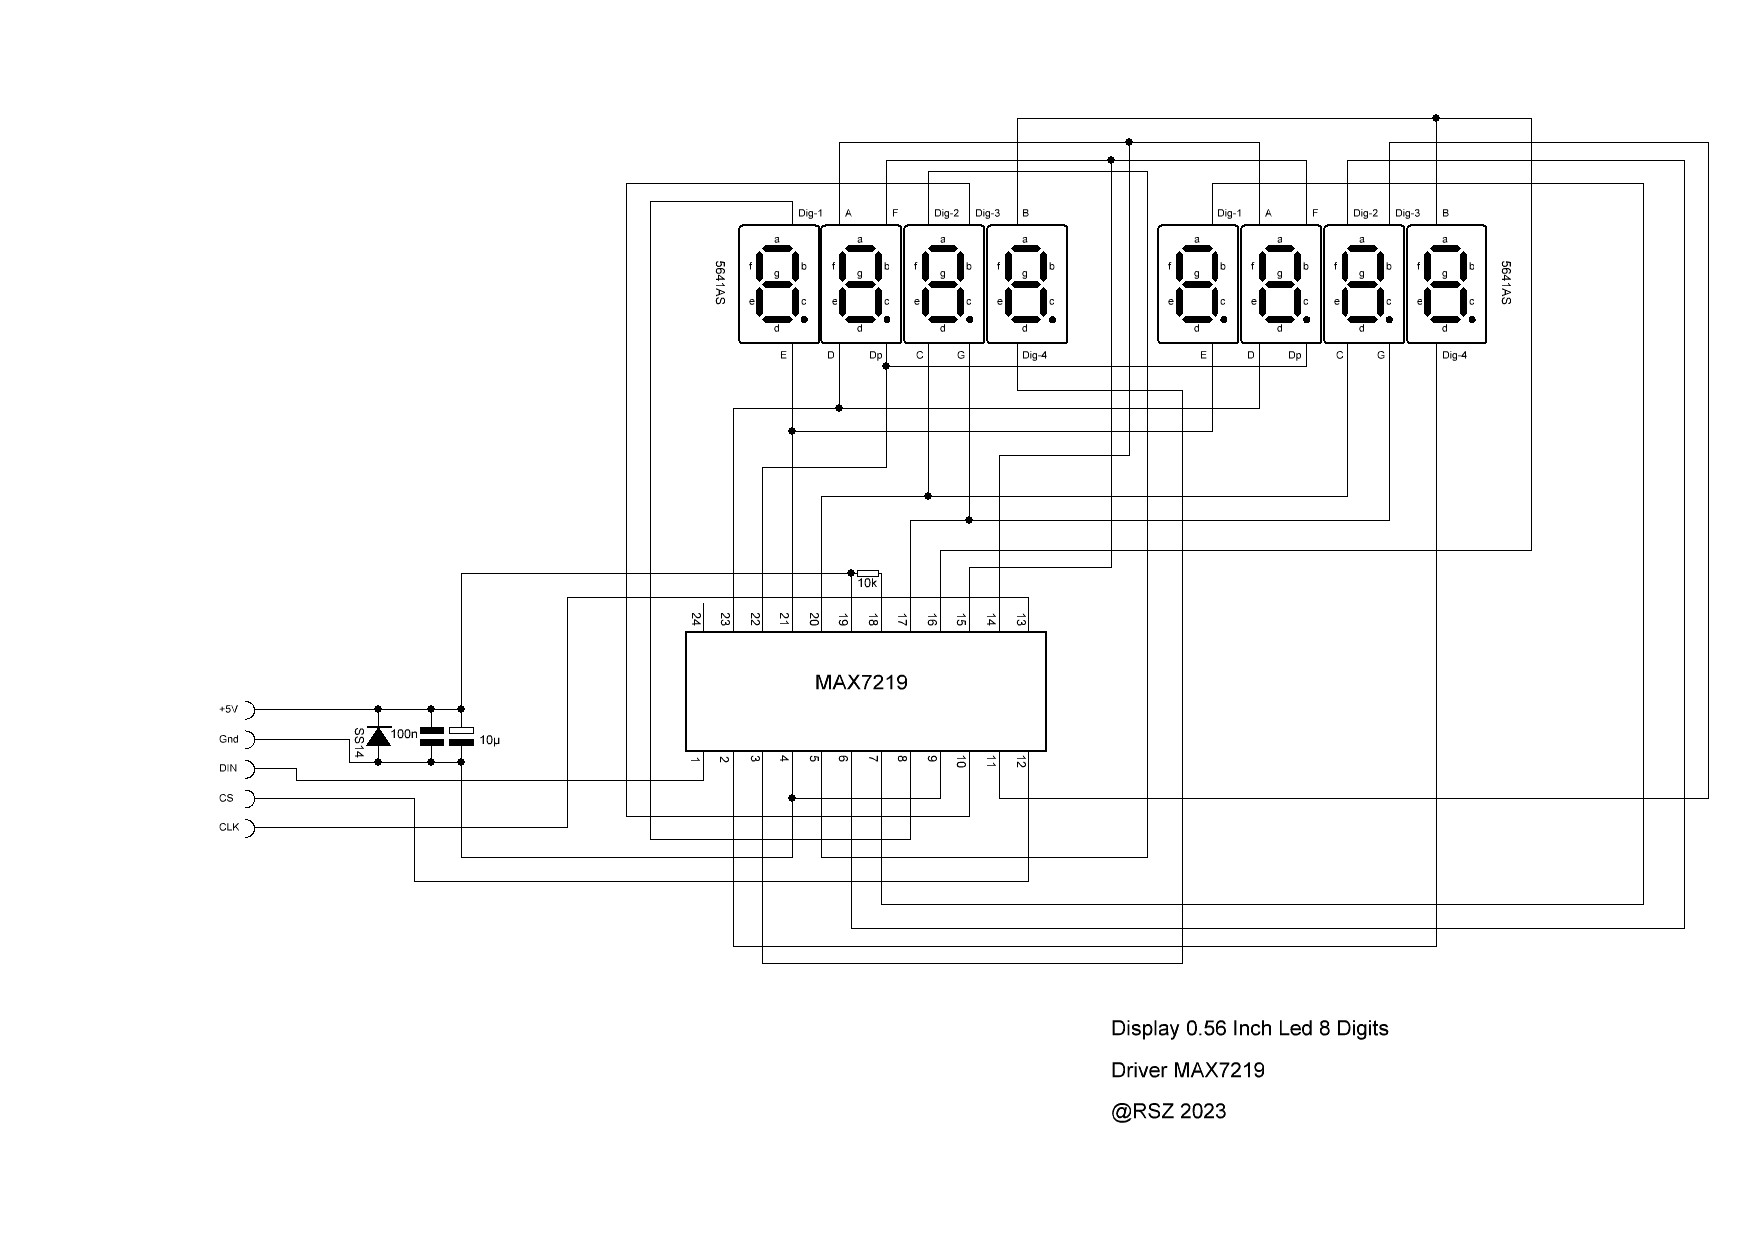 Dig-1 A F Dig-2 Dig-3 B
Dig-1 A F Dig-2 Dig-3 B
5641AS
a a a a
f b f b f b f b
g g g g
e c e c e c e c
d d d d
a a a a
f b f b f b f b
g g g g
e c e c e c e c
d d d d
5641AS
E D Dp C G Dig-4
E D Dp C G Dig-4
10k
24 23 22 21 20 19 18 17 16 15 14 13
MAX7219
1 2 3 4 5 6 7 8 9 10 11 12
+5V
Gnd
DIN
CS
CLK
SS14
100n
10µ
Display 0.56 Inch Led 8 Digits
Driver MAX7219
@RSZ 2023